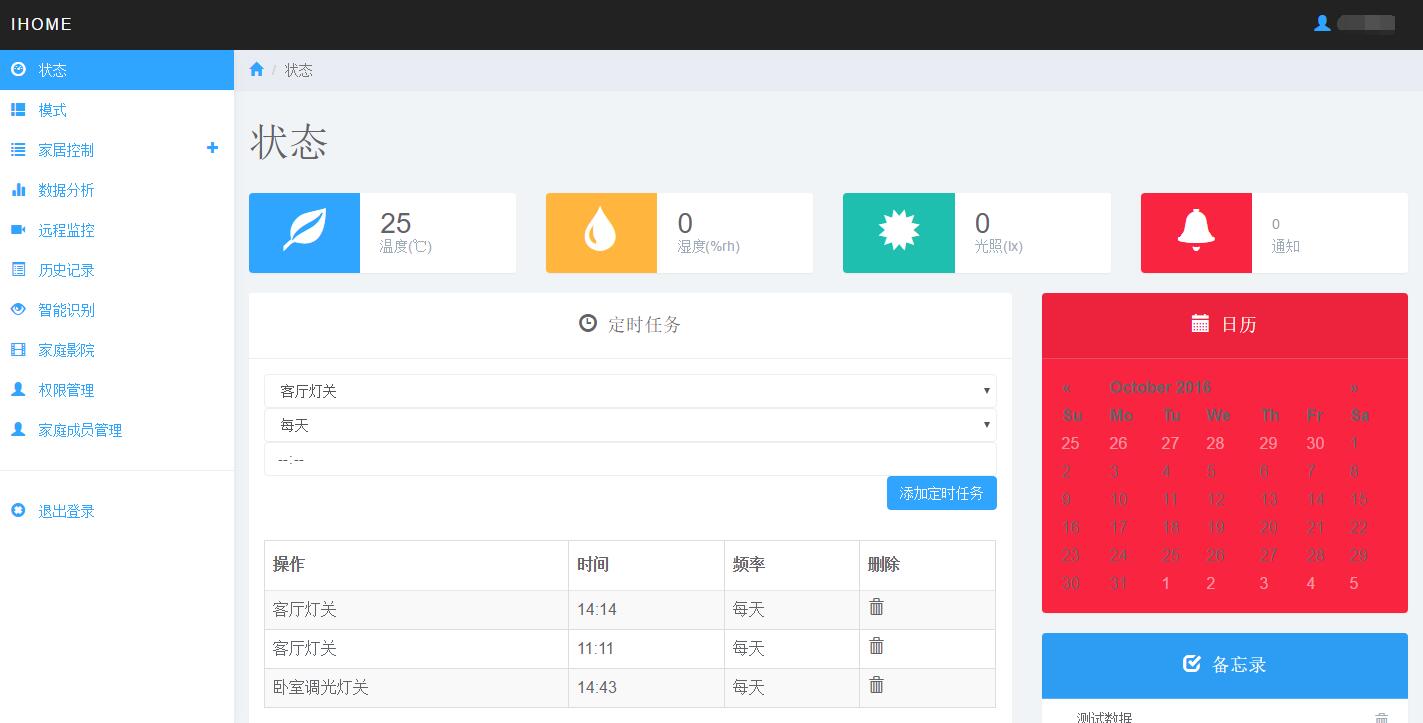 IHOME
状态
模式
家居控制
数据分析
远程监控
历史记录
智能识别
家庭影院
权限管理
家庭成员管理
退出登录
/ 状态
状态
25
温度(℃)
0
湿度(%rh)
0
光照(lx)
0
通知
定时任务
客厅灯关
每天
--:--
添加定时任务
操作 时间 频率 删除
客厅灯关 14:14 每天
客厅灯关 11:11 每天
卧室调光灯关 14:43 每天
日历
« October 2016 »
Su Mo Tu We Th Fr Sa
25 26 27 28 29 30 1
2 3 4 5 6 7 8
9 10 11 12 13 14 15
16 17 18 19 20 21 22
23 24 25 26 27 28 29
30 31 1 2 3 4 5
备忘录
测试数据